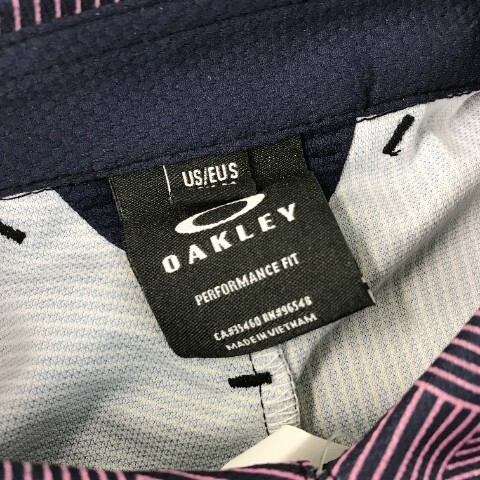 US/EU S
OAKLEY
PERFORMANCE FIT
CA#35460 RN#96548
MADE IN VIETNAM